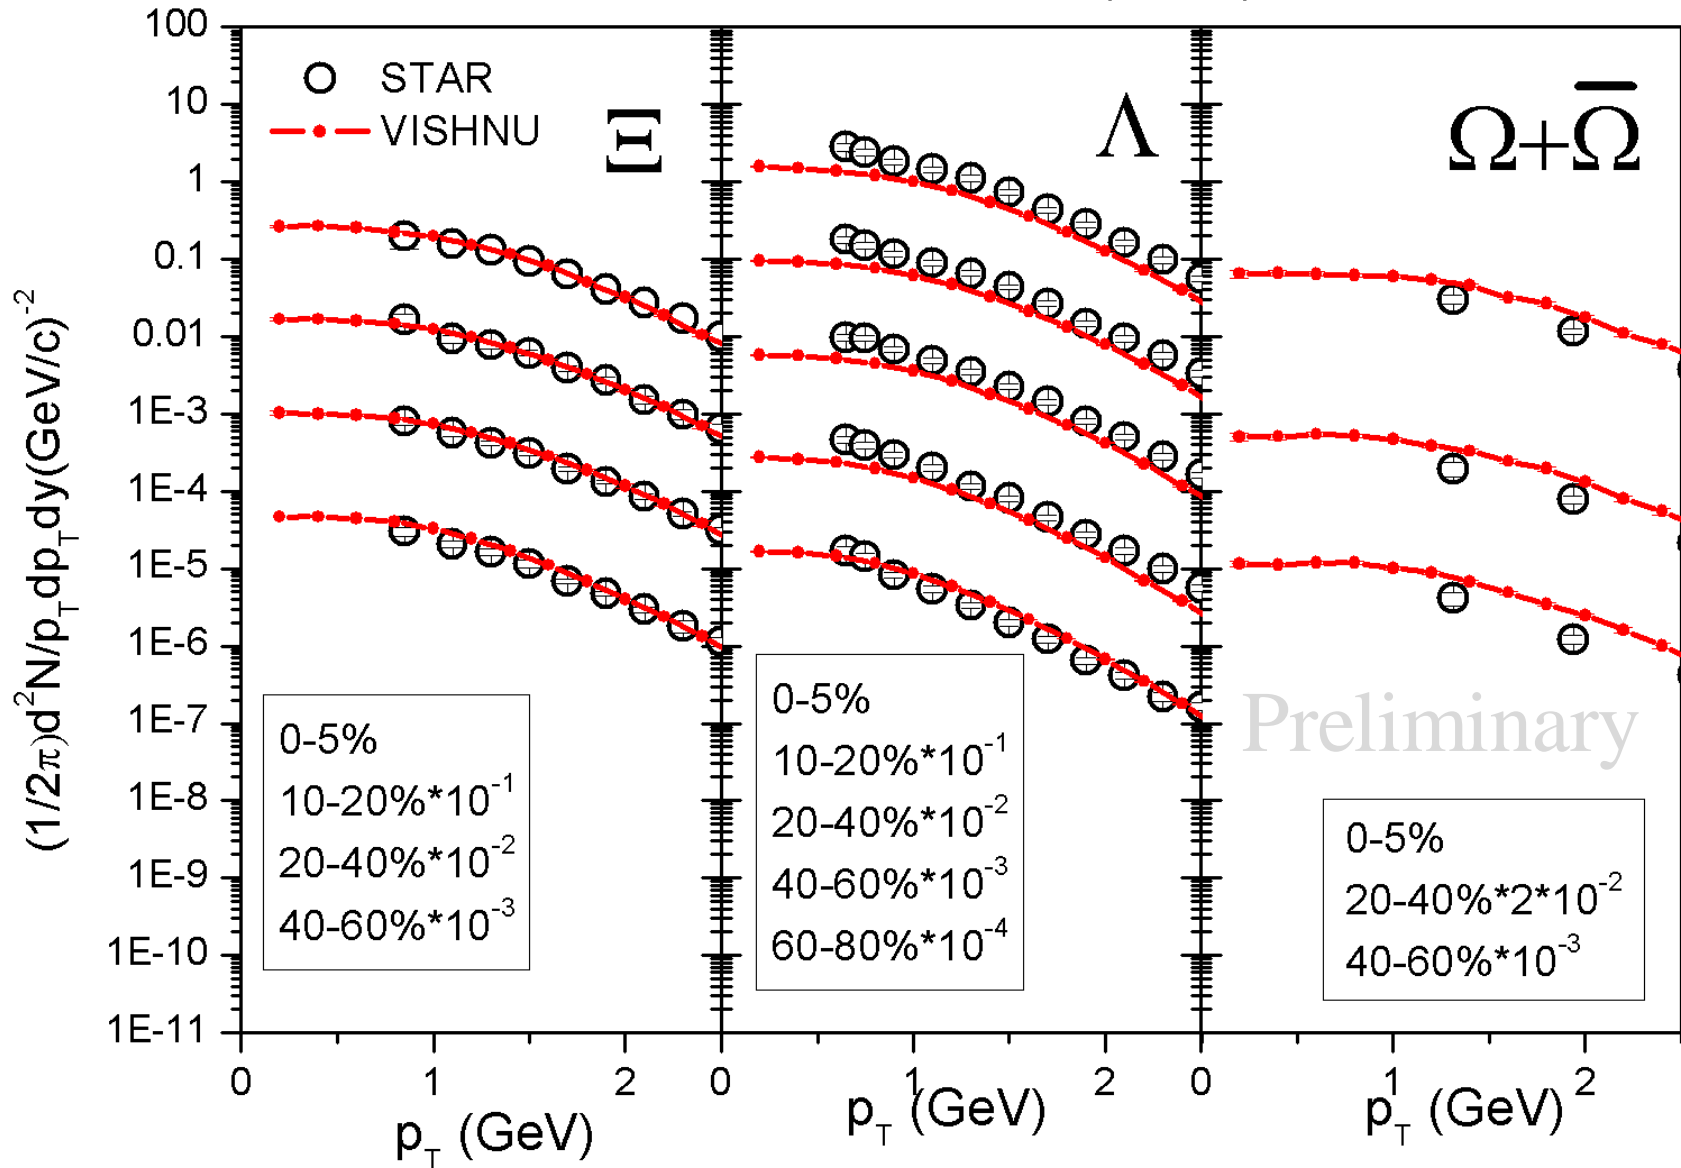 100
10
1
0.1
0.01
1E-3
1E-4
1E-5
1E-6
1E-7
1E-8
1E-9
1E-10
1E-11
(1/2π)d²N/p_T dp_T dy(GeV/c)⁻²
STAR
VISHNU
Ξ
Λ
Ω+Ω̅
0-5%
10-20%*10⁻¹
20-40%*10⁻²
40-60%*10⁻³
0-5%
10-20%*10⁻¹
20-40%*10⁻²
40-60%*10⁻³
60-80%*10⁻⁴
Preliminary
0-5%
20-40%*2*10⁻²
40-60%*10⁻³
0 1 2 0 1 2 0 1 2
p_T (GeV) p_T (GeV) p_T (GeV)